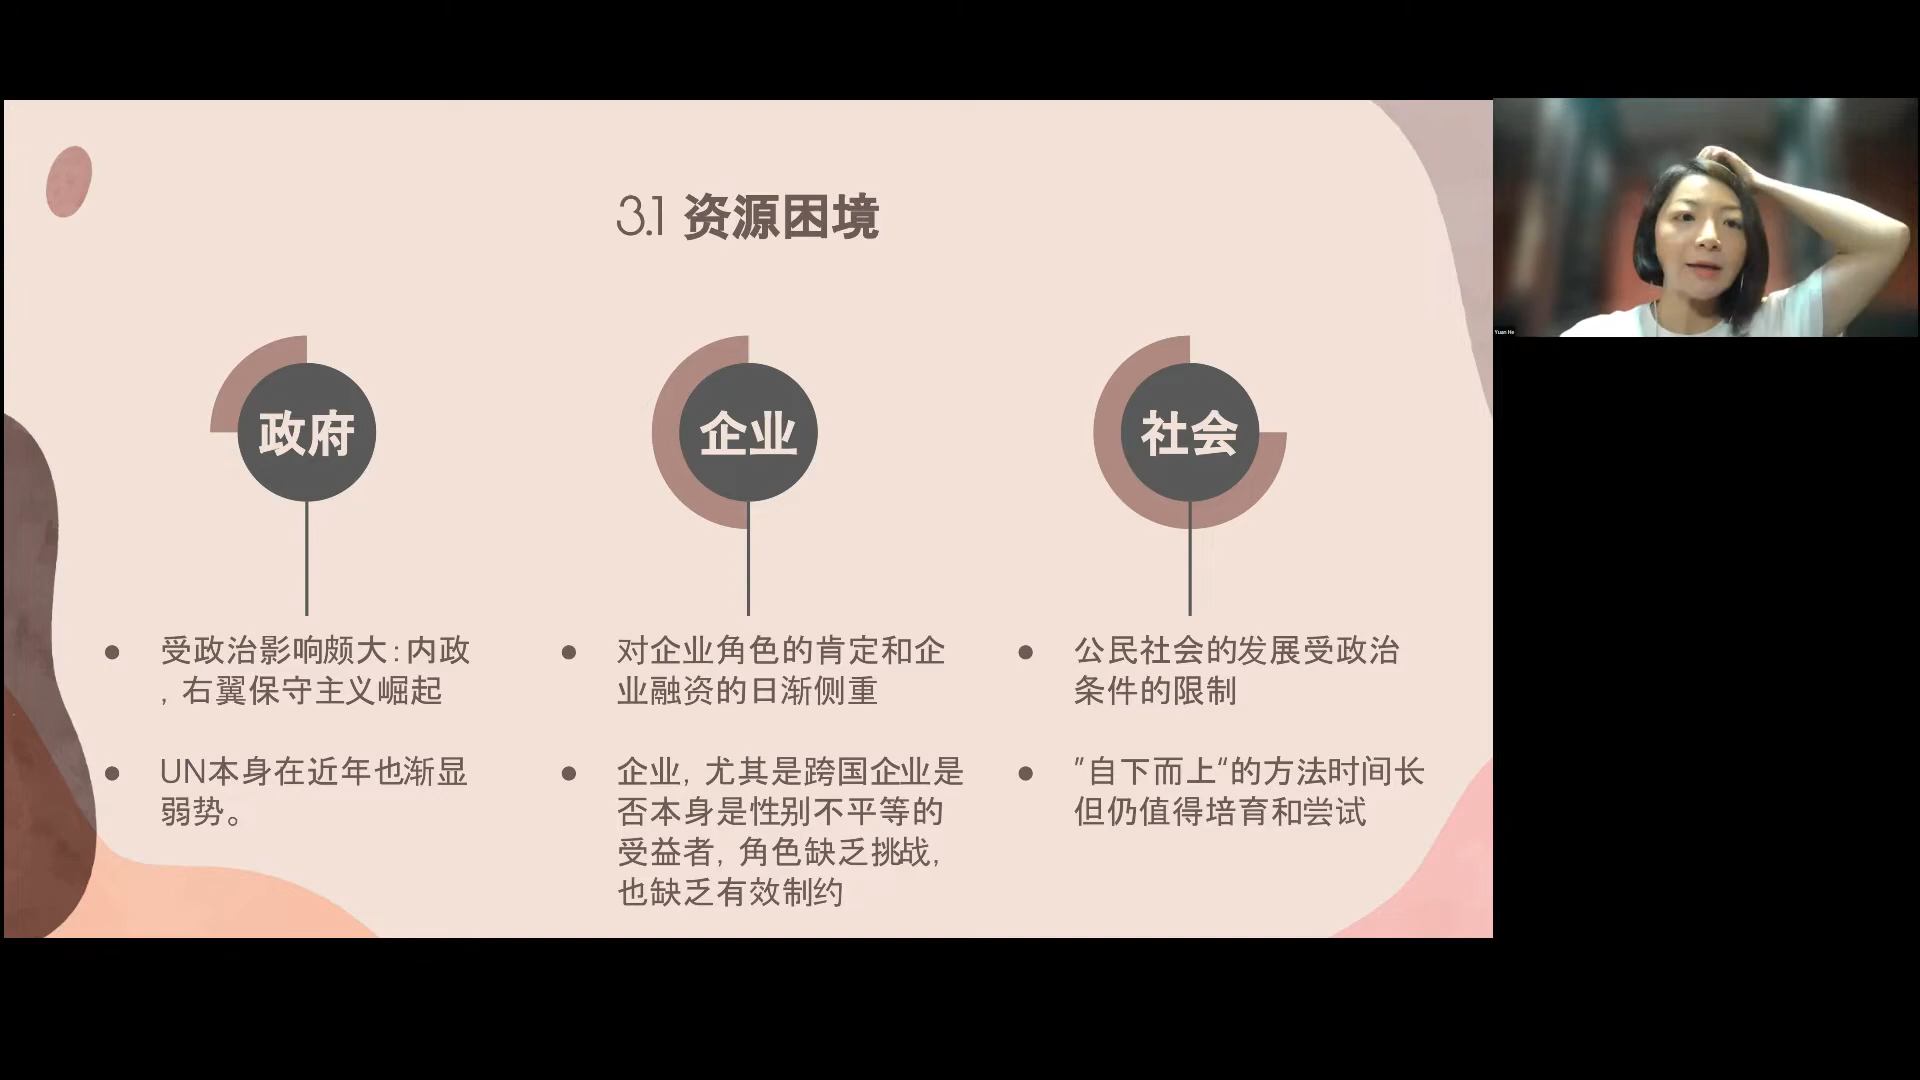 3.1 资源困境
政府
企业
社会
受政治影响颇大：内政
，右翼保守主义崛起
UN本身在近年也渐显
弱势。
对企业角色的肯定和企
业融资的日渐侧重
企业，尤其是跨国企业是
否本身是性别不平等的
受益者，角色缺乏挑战，
也缺乏有效制约
公民社会的发展受政治
条件的限制
”自下而上“的方法时间长
但仍值得培育和尝试
Yuan He